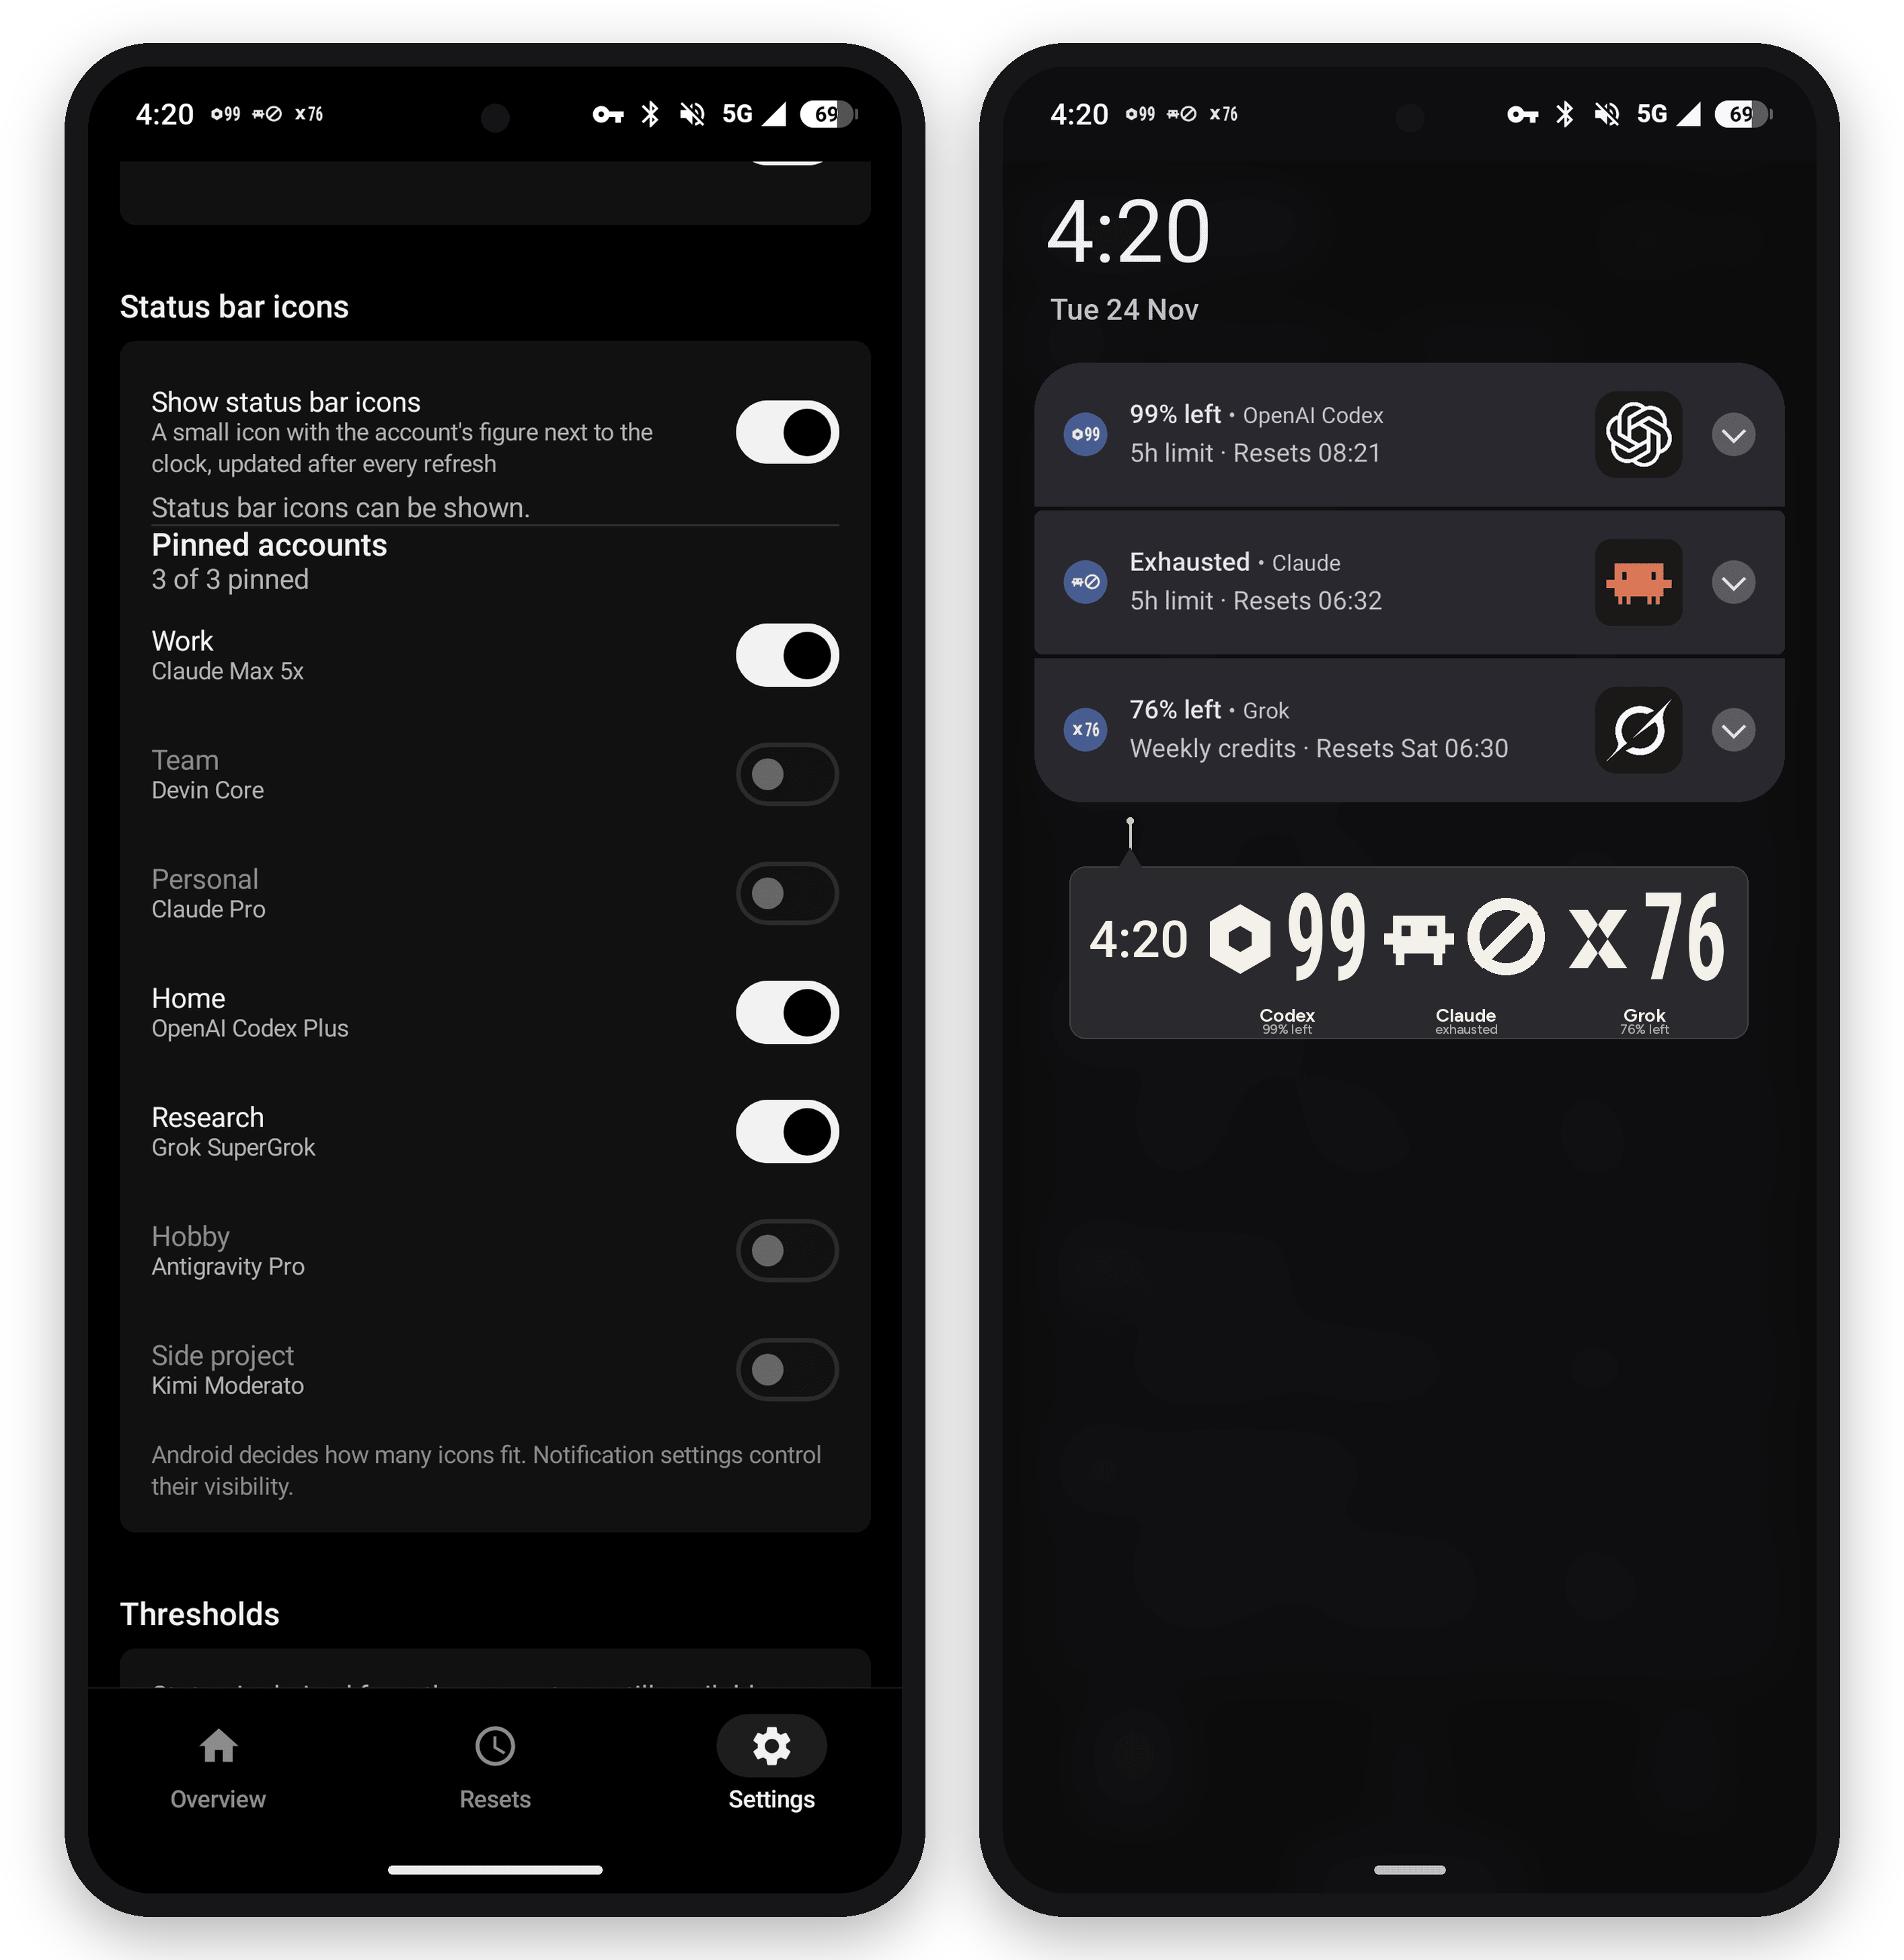 4:20 99 x 76 5G 69
Status bar icons
Show status bar icons
A small icon with the account's figure next to the
clock, updated after every refresh
Status bar icons can be shown.
Pinned accounts
3 of 3 pinned
Work
Claude Max 5x
Team
Devin Core
Personal
Claude Pro
Home
OpenAI Codex Plus
Research
Grok SuperGrok
Hobby
Antigravity Pro
Side project
Kimi Moderato
Android decides how many icons fit. Notification settings control
their visibility.
Thresholds
Overview
Resets
Settings
4:20 99 x 76 5G 69
4:20
Tue 24 Nov
99 99% left • OpenAI Codex
5h limit · Resets 08:21
Exhausted • Claude
5h limit · Resets 06:32
x 76 76% left • Grok
Weekly credits · Resets Sat 06:30
4:20 99 x 76
Codex Claude Grok
99% left exhausted 76% left